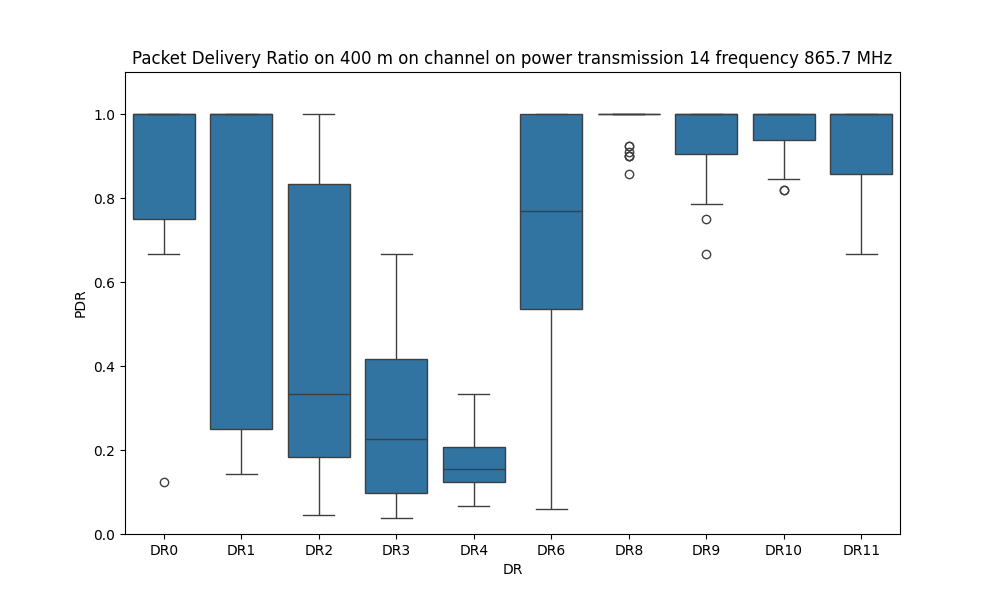 Packet Delivery Ratio on 400 m on channel on power transmission 14 frequency 865.7 MHz
1.0
0.8
0.6
0.4
0.2
0.0
PDR
DR0 DR1 DR2 DR3 DR4 DR6 DR8 DR9 DR10 DR11
DR